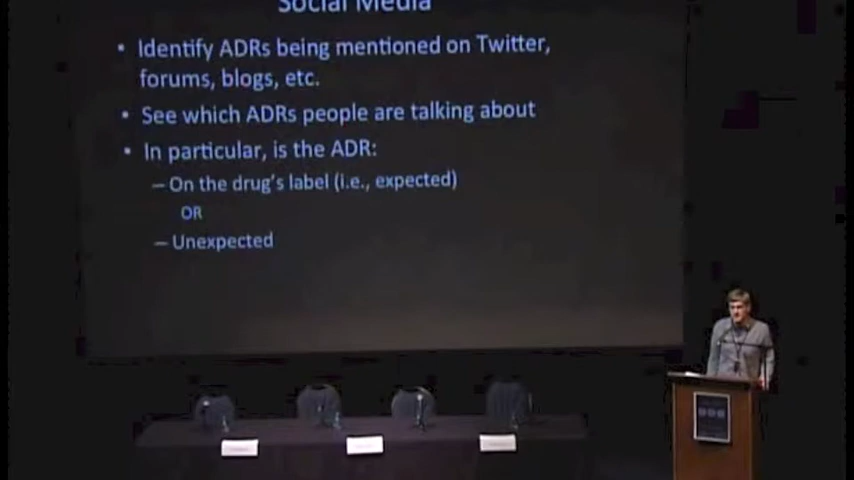 Social Media
• Identify ADRs being mentioned on Twitter,
forums, blogs, etc.
• See which ADRs people are talking about
• In particular, is the ADR:
– On the drug's label (i.e., expected)
OR
– Unexpected